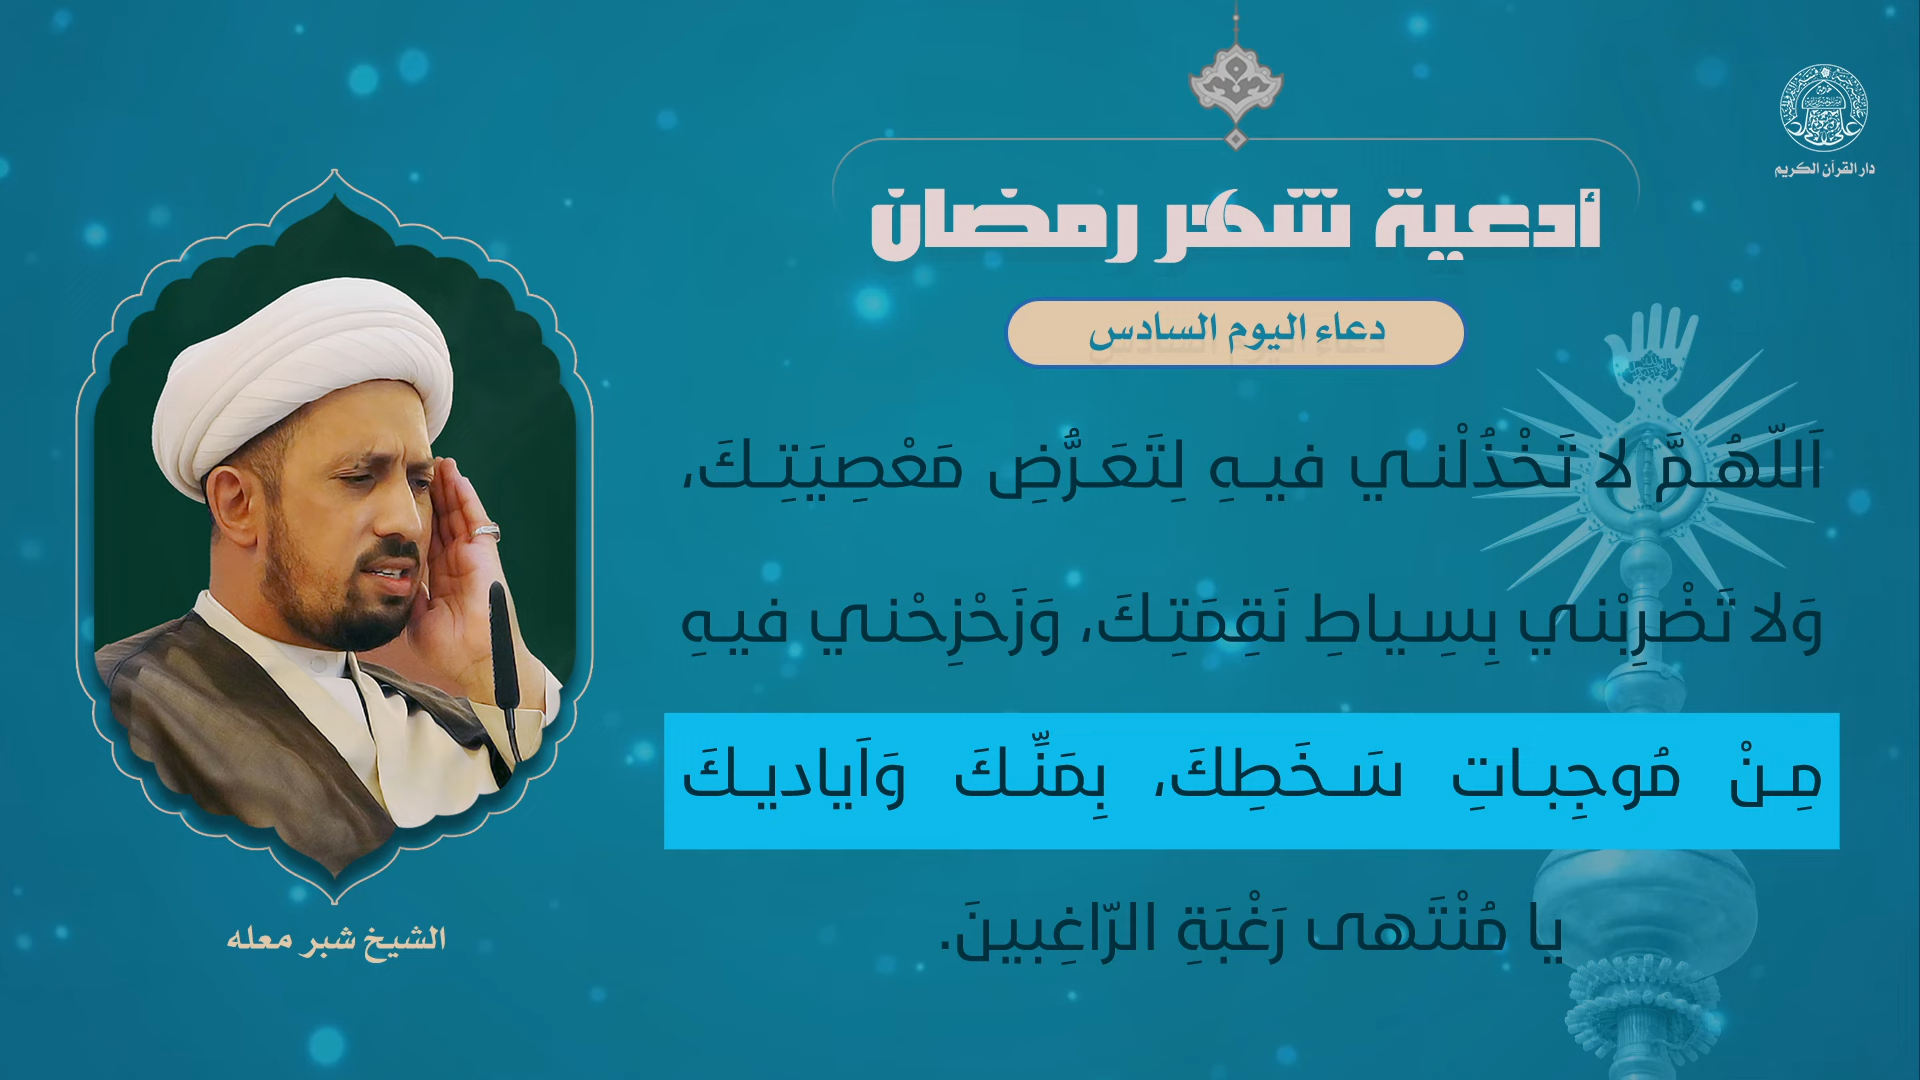 دار القرآن الكريم
أدعية شهر رمضان
دعاء اليوم السادس
اَللّهُمَّ لا تَخْذُلْني فيهِ لِتَعَرُّضِ مَعْصِيَتِكَ،
وَلا تَضْرِبْني بِسِياطِ نَقِمَتِكَ، وَزَحْزِحْني فيهِ
مِنْ مُوجِباتِ سَخَطِكَ، بِمَنِّكَ وَاَياديكَ
يا مُنْتَهى رَغْبَةِ الرّاغِبينَ.
الشيخ شبر معله